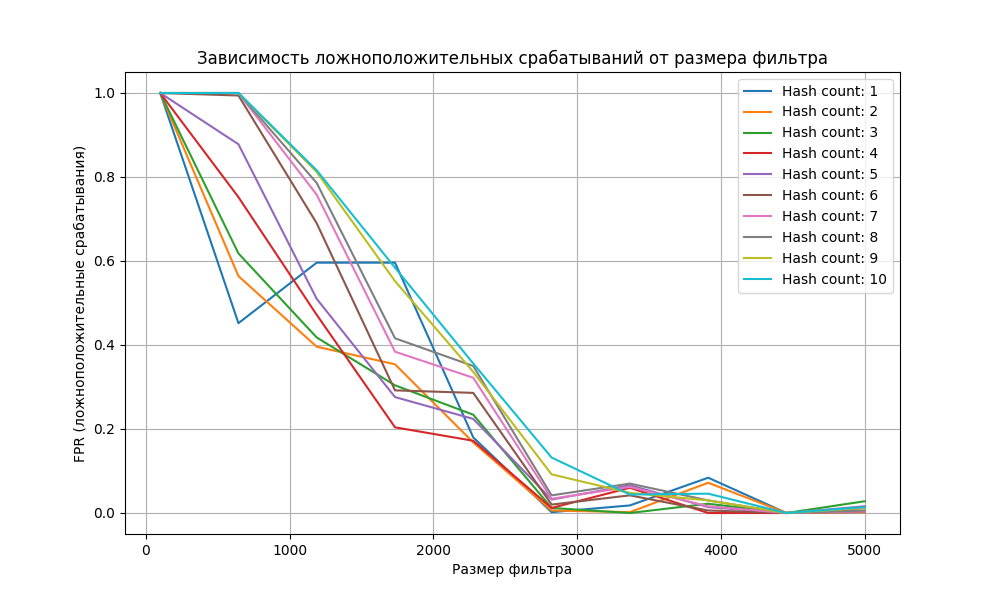 Зависимость ложноположительных срабатываний от размера фильтра
FPR (ложноположительные срабатывания)
1.0
0.8
0.6
0.4
0.2
0.0
Hash count: 1
Hash count: 2
Hash count: 3
Hash count: 4
Hash count: 5
Hash count: 6
Hash count: 7
Hash count: 8
Hash count: 9
Hash count: 10
0 1000 2000 3000 4000 5000
Размер фильтра